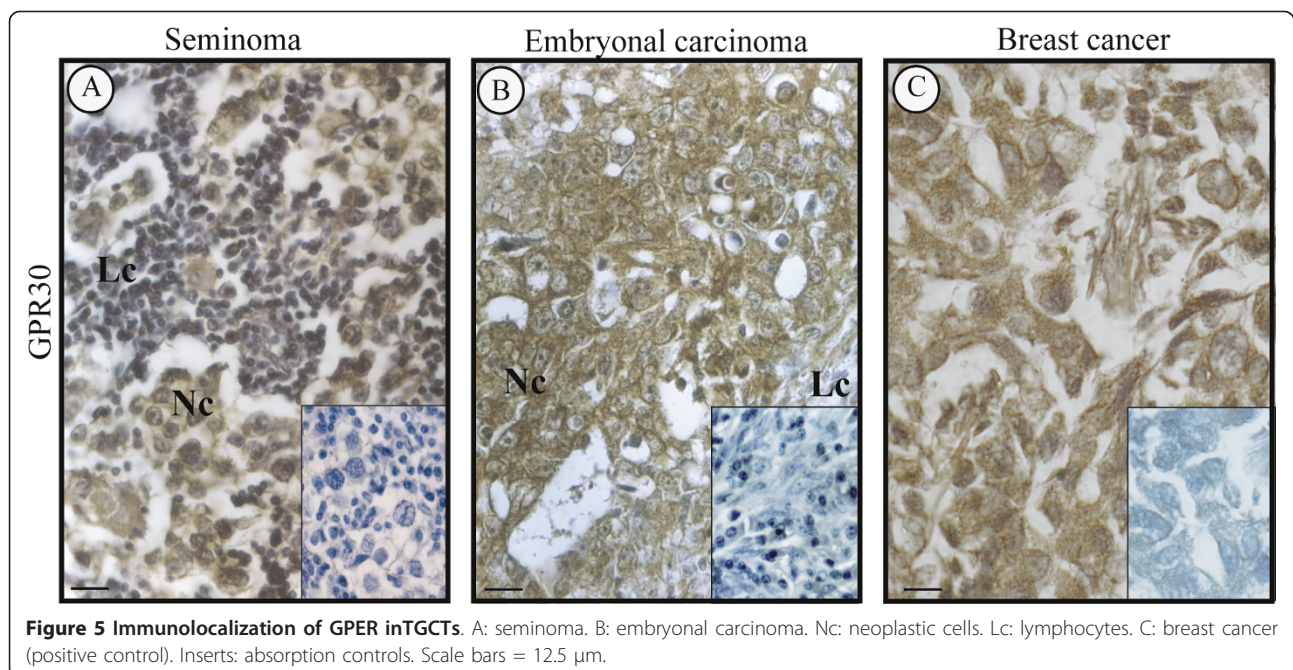 Seminoma
Embryonal carcinoma
Breast cancer
GPR30
A
B
C
Lc
Nc
Nc
Lc
Figure 5 Immunolocalization of GPER inTGCTs. A: seminoma. B: embryonal carcinoma. Nc: neoplastic cells. Lc: lymphocytes. C: breast cancer
(positive control). Inserts: absorption controls. Scale bars = 12.5 μm.